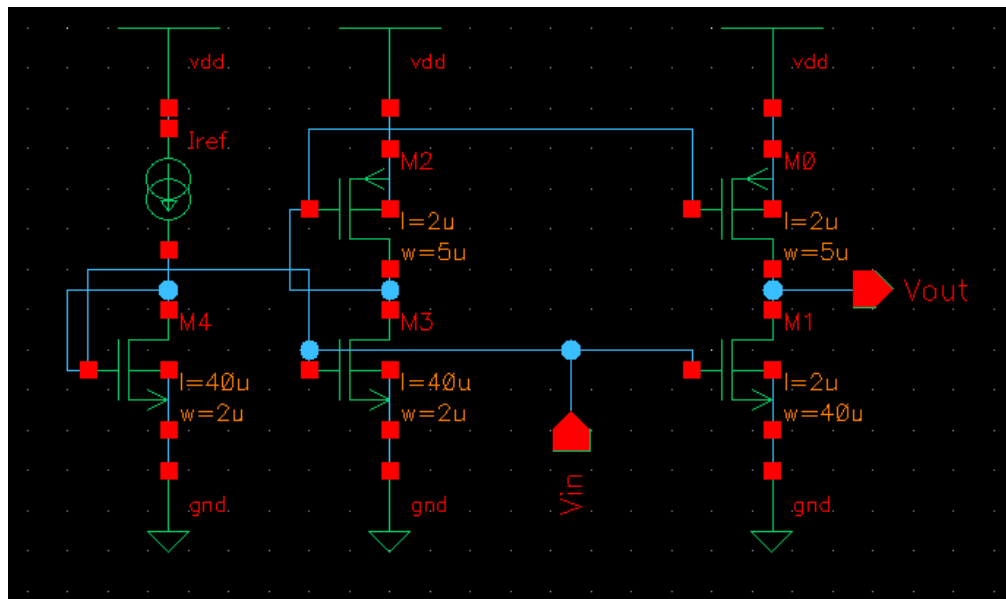 vdd
vdd
vdd
Iref
M2
M0
l=2u
w=5u
l=2u
w=5u
Vout
M4
M3
M1
l=40u
w=2u
l=40u
w=2u
l=2u
w=40u
Vin
gnd
gnd
gnd